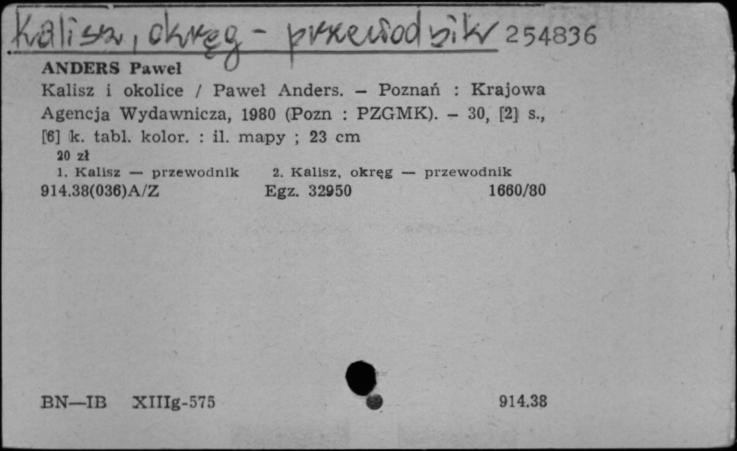 Kalisz, okręg - przewodnik 254836
ANDERS Paweł
Kalisz i okolice / Paweł Anders. — Poznań : Krajowa
Agencja Wydawnicza, 1980 (Pozn : PZGMK). — 30, [2] s.,
[6] k. tabl. kolor. : il. mapy ; 23 cm
20 zł
1. Kalisz — przewodnik 2. Kalisz, okręg — przewodnik
914.38(036)A/Z Egz. 32950 1660/80
BN—IB XIIIg-575 914.38